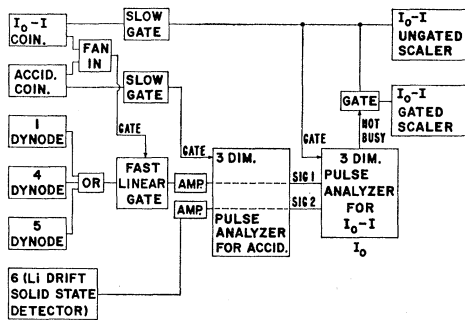 I₀-I
COIN.
SLOW
GATE
I₀-I
UNGATED
SCALER
FAN
IN
ACCID.
COIN.
SLOW
GATE
GATE
I₀-I
GATED
SCALER
NOT
BUSY
1
DYNODE
GATE
GATE
GATE
4
DYNODE
OR
FAST
LINEAR
GATE
AMP.
3 DIM.
SIG 1
3 DIM.
PULSE
ANALYZER
FOR
I₀-I
5
DYNODE
AMP.
SIG 2
PULSE
ANALYZER
FOR ACCID.
I₀
6 (Li DRIFT
SOLID STATE
DETECTOR)